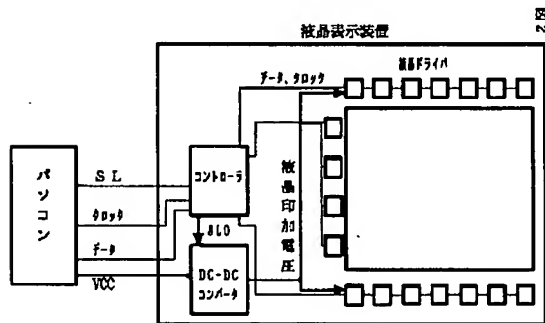 図2
液晶表示装置
液晶ドライバ
データ、クロック
パソコン
SL
クロック
データ
VCC
コントローラ
SLO
DC-DC
コンバータ
液晶印加電圧